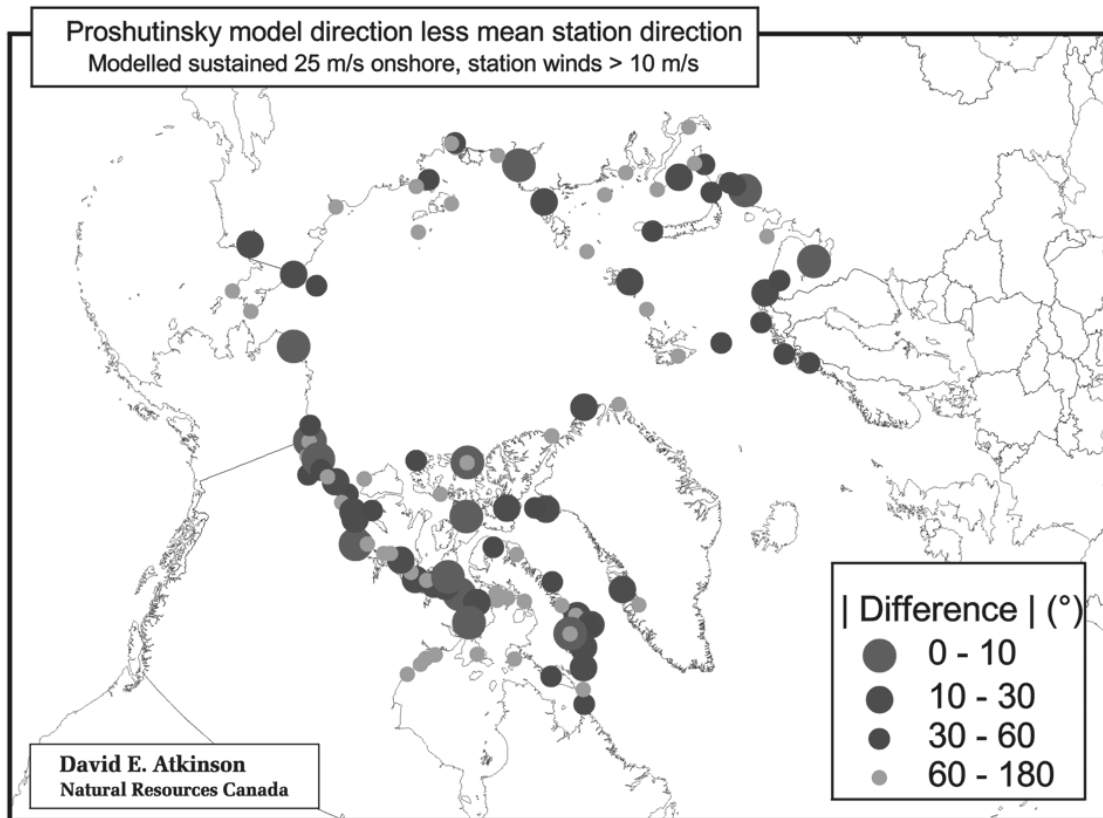 Proshutinsky model direction less mean station direction
Modelled sustained 25 m/s onshore, station winds > 10 m/s
| Difference | (°)
0 - 10
10 - 30
30 - 60
60 - 180
David E. Atkinson
Natural Resources Canada